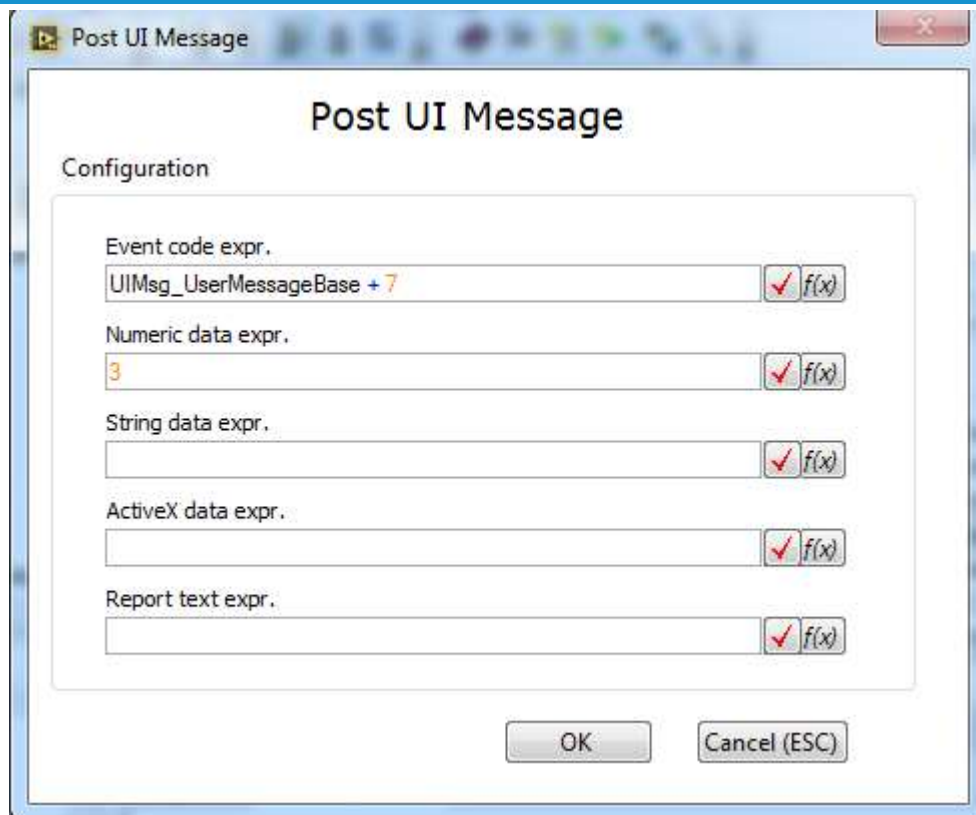 Post UI Message
Post UI Message
Configuration
Event code expr.
UIMsg_UserMessageBase + 7
f(x)
Numeric data expr.
3
f(x)
String data expr.
f(x)
ActiveX data expr.
f(x)
Report text expr.
f(x)
OK
Cancel (ESC)